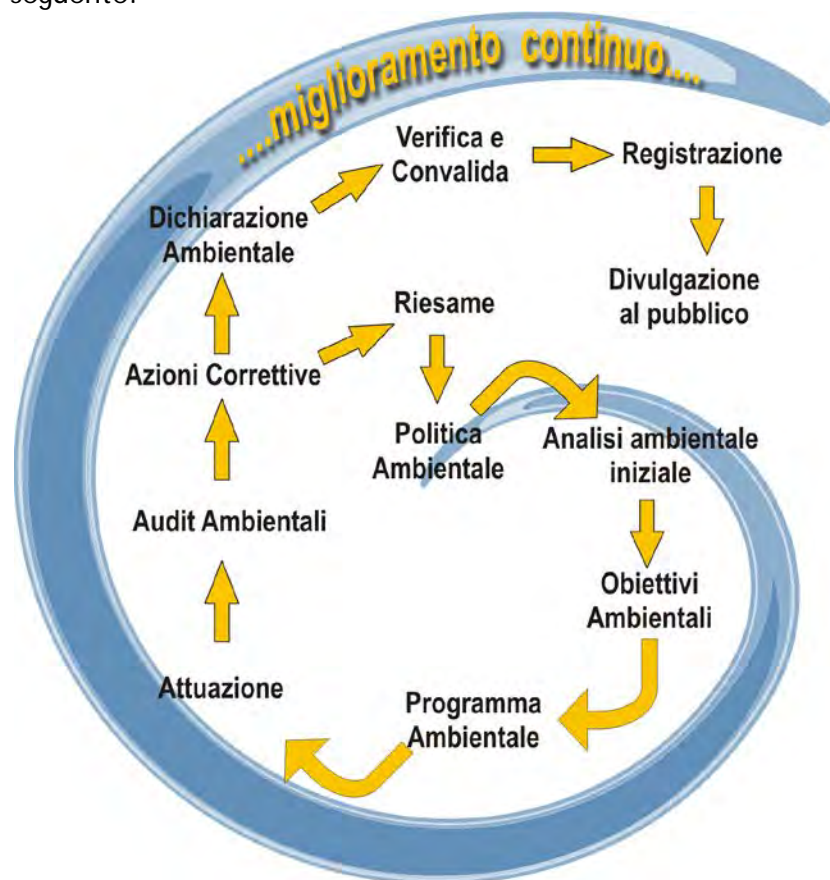 seguente:
....miglioramento continuo....
Verifica e
Convalida
Registrazione
Dichiarazione
Ambientale
Divulgazione
al pubblico
Riesame
Azioni Correttive
Politica
Ambientale
Analisi ambientale
iniziale
Audit Ambientali
Obiettivi
Ambientali
Attuazione
Programma
Ambientale